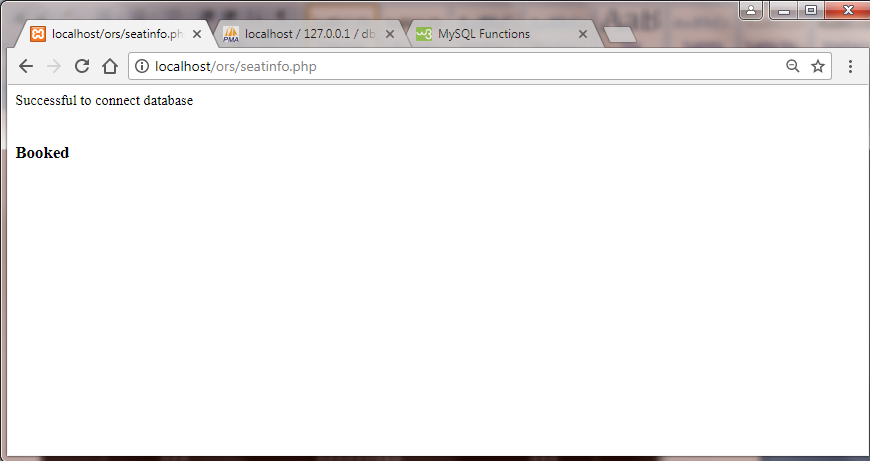 localhost/ors/seatinfo.ph
localhost / 127.0.0.1 / db
MySQL Functions
localhost/ors/seatinfo.php
Successful to connect database
Booked